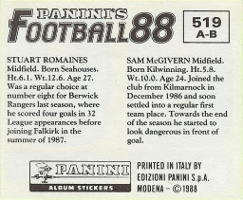 PANINI'S
FOOTBALL 88
519
A-B
STUART ROMAINES
Midfield. Born Seahouses.
Hr.6.1. Wt.12.6. Age 27.
Was a regular choice at
number eight for Berwick
Rangers last season, where
he scored four goals in 32
League appearances before
joining Falkirk in the
summer of 1987.
SAM McGIVERN Midfield.
Born Kilwinning. Hr.5.8.
Wt.10.0. Age 24. Joined the
club from Kilmarnock in
December 1986 and soon
settled into a regular first
team place. Towards the end
of the season he started to
look dangerous in front of
goal.
PANINI
ALBUM STICKERS
PRINTED IN ITALY BY
EDIZIONI PANINI S.p.A.
MODENA - © 1988